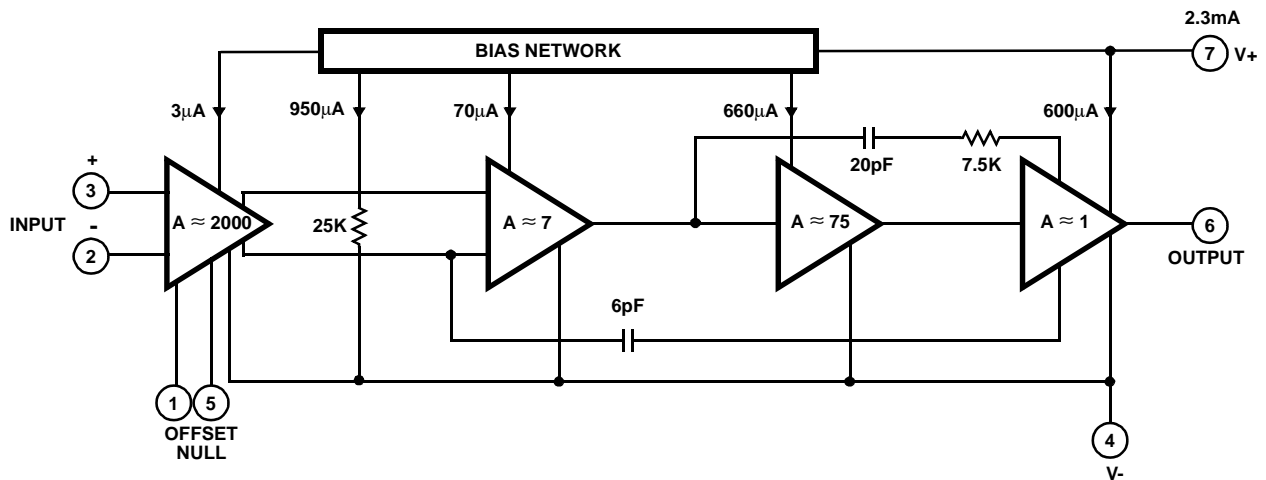 2.3mA
BIAS NETWORK
7
V+
3μA
950μA
70μA
660μA
600μA
20pF
7.5K
+
3
INPUT
-
2
A ≈ 2000
25K
A ≈ 7
A ≈ 75
A ≈ 1
6
OUTPUT
6pF
1
5
OFFSET
NULL
4
V-